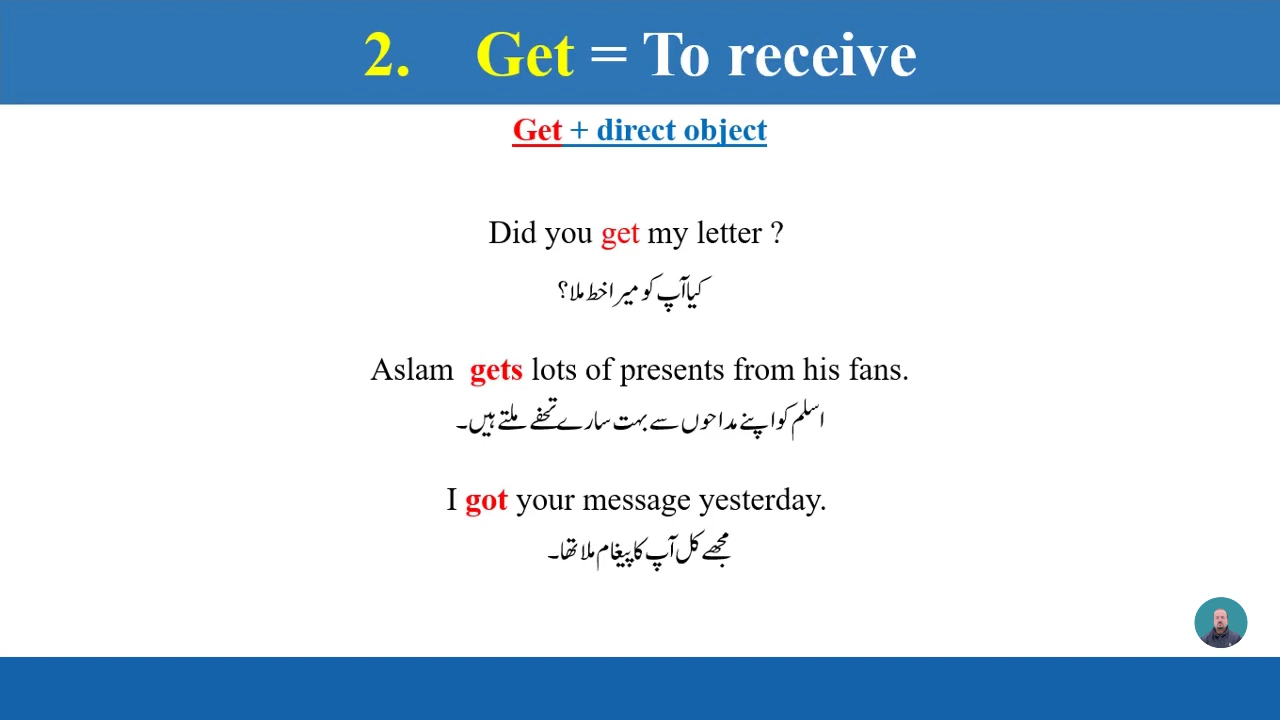 2. Get = To receive
Get + direct object
Did you get my letter ?
کیا آپ کو میرا خط ملا؟
Aslam gets lots of presents from his fans.
اسلم کو اپنے مداحوں سے بہت سارے تحفے ملتے ہیں۔
I got your message yesterday.
مجھے کل آپ کا پیغام ملا تھا۔